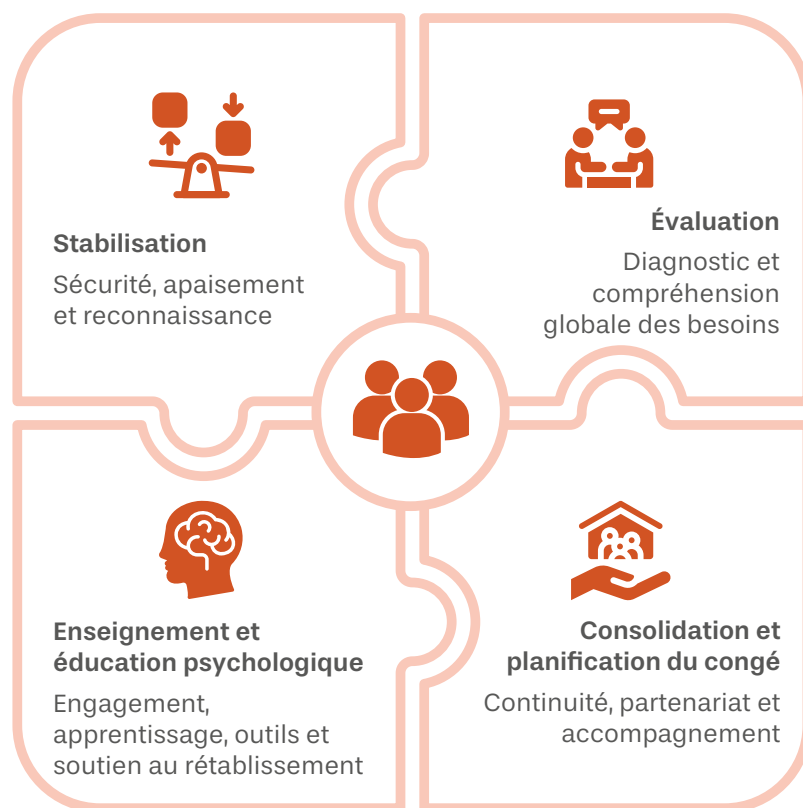 Stabilisation
Sécurité, apaisement
et reconnaissance
Évaluation
Diagnostic et
compréhension
globale des besoins
Enseignement et
éducation psychologique
Engagement,
apprentissage, outils et
soutien au rétablissement
Consolidation et
planification du congé
Continuité, partenariat et
accompagnement